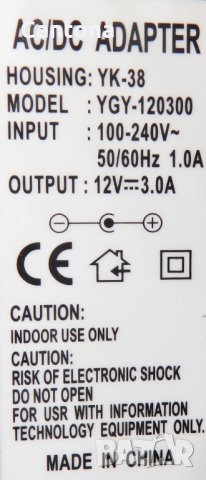 AC/DC ADAPTER
HOUSING: YK-38
MODEL : YGY-120300
INPUT : 100-240V~
50/60Hz 1.0A
OUTPUT : 12V⎓3.0A
CE
CAUTION:
INDOOR USE ONLY
CAUTION:
RISK OF ELECTRONIC SHOCK
DO NOT OPEN
FOR USE WITH INFORMATION
TECHNOLOGY EQUIPMENT ONLY.
MADE IN CHINA
BAZAR